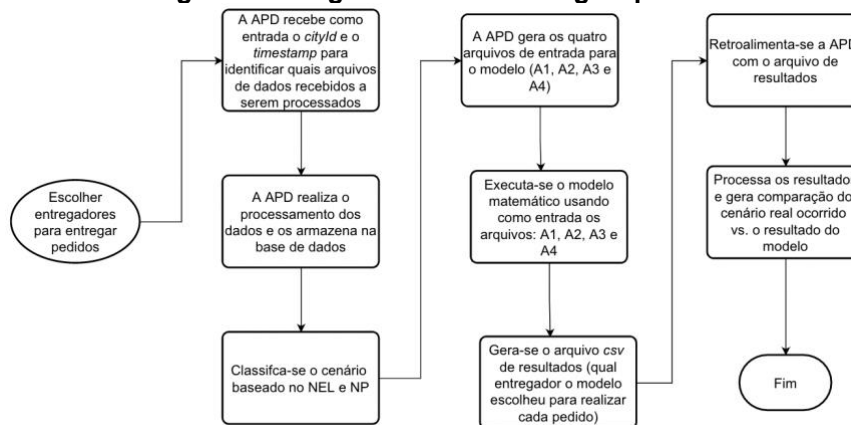 Escolher
entregadores
para entregar
pedidos
A APD recebe como
entrada o cityId e o
timestamp para
identificar quais arquivos
de dados recebidos a
serem processados
A APD realiza o
processamento dos
dados e os armazena na
base de dados
Classifca-se o cenário
baseado no NEL e NP
A APD gera os quatro
arquivos de entrada para
o modelo (A1, A2, A3 e
A4)
Executa-se o modelo
matemático usando
como entrada os
arquivos: A1, A2, A3 e
A4
Gera-se o arquivo csv
de resultados (qual
entregador o modelo
escolheu para realizar
cada pedido)
Retroalimenta-se a APD
com o arquivo de
resultados
Processa os resultados
e gera comparação do
cenário real ocorrido
vs. o resultado do
modelo
Fim